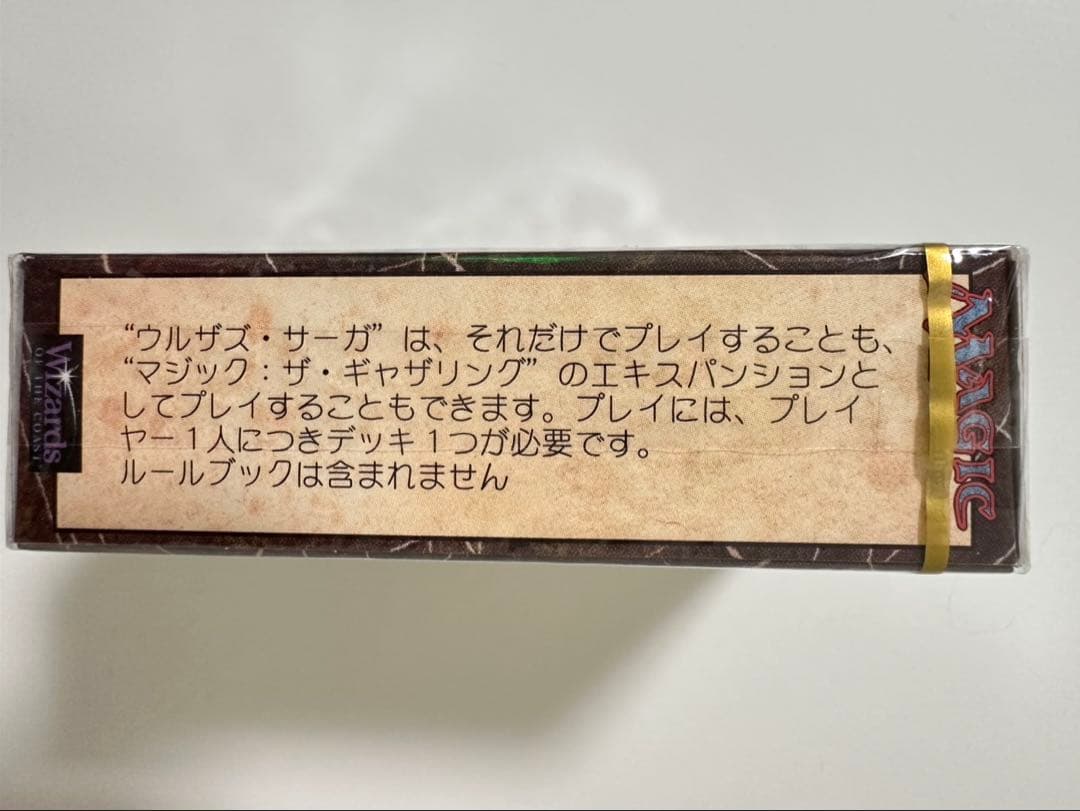 “ウルザズ・サーガ” は、それだけでプレイすることも、
“マジック：ザ・ギャザリング” のエキスパンションと
してプレイすることもできます。プレイには、プレイ
ヤー１人につきデッキ１つが必要です。
ルールブックは含まれません
Wizards
OF THE COAST
MAGIC